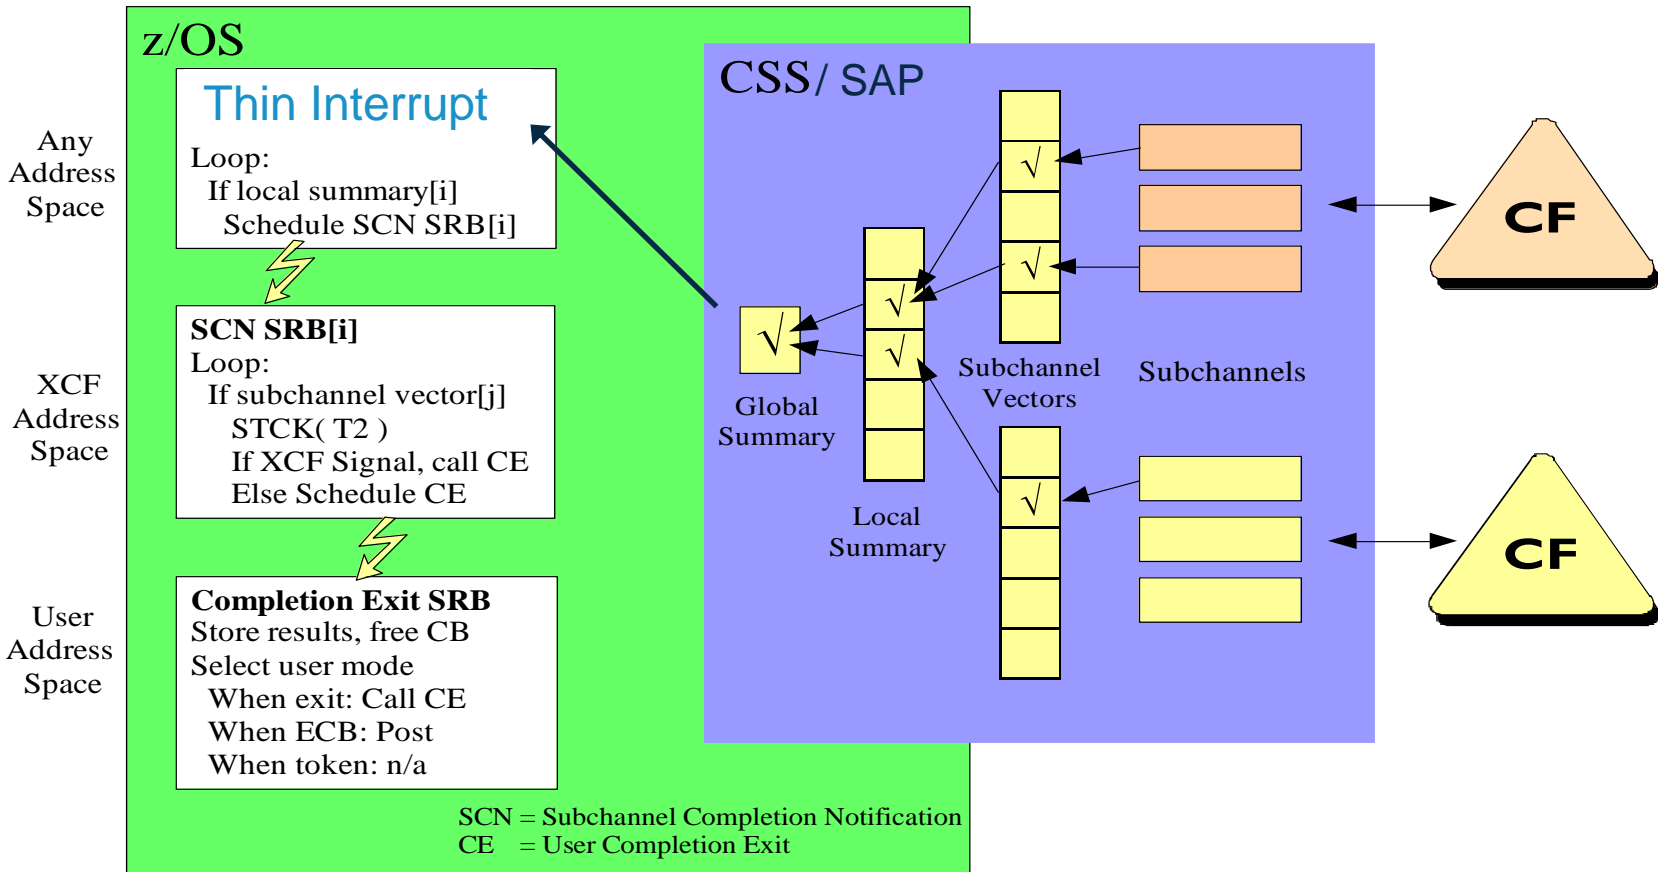 z/OS
Any
Address
Space
Thin Interrupt
Loop:
If local summary[i]
Schedule SCN SRB[i]
XCF
Address
Space
SCN SRB[i]
Loop:
If subchannel vector[j]
STCK( T2 )
If XCF Signal, call CE
Else Schedule CE
User
Address
Space
Completion Exit SRB
Store results, free CB
Select user mode
When exit: Call CE
When ECB: Post
When token: n/a
SCN = Subchannel Completion Notification
CE = User Completion Exit
CSS/ SAP
√
Global
Summary
√
√
Local
Summary
√
√
Subchannel
Vectors
√
Subchannels
CF
CF